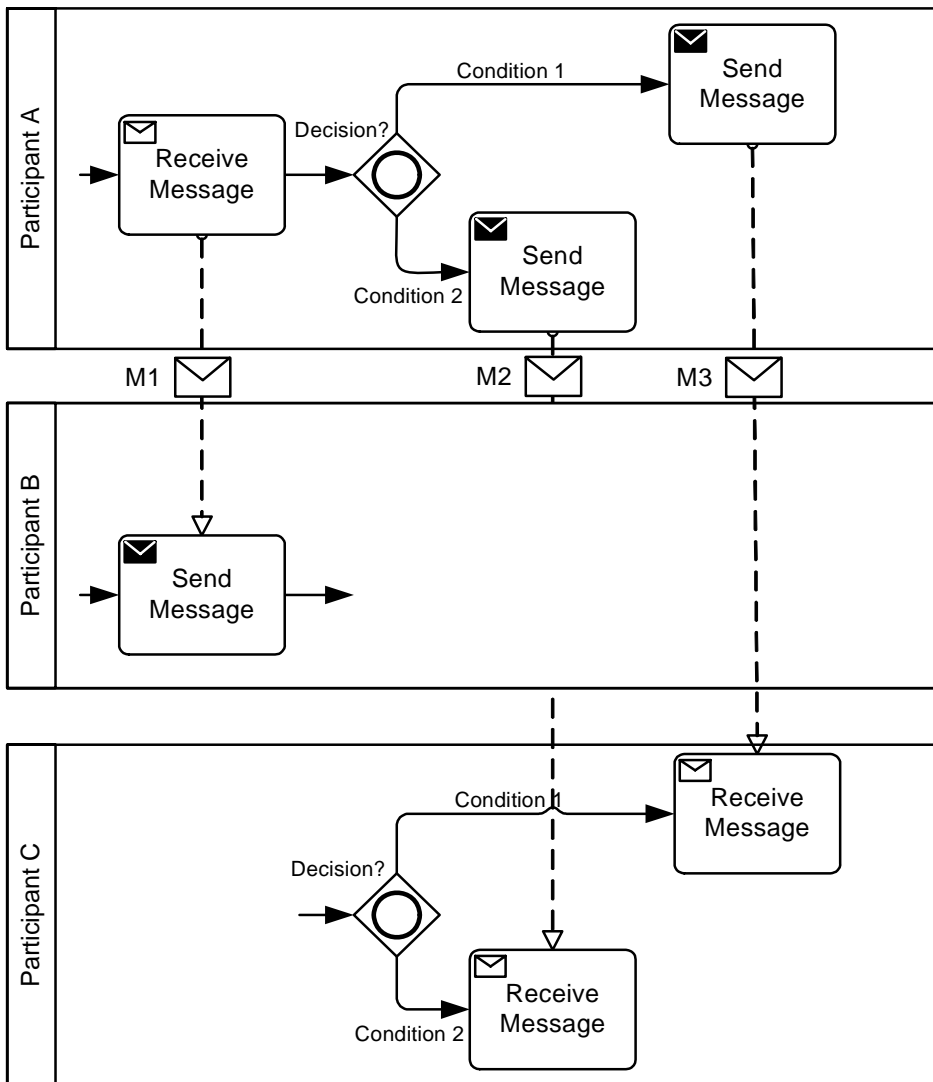 Participant A
Receive
Message
Decision?
Condition 1
Send
Message
Condition 2
Send
Message
M1
M2
M3
Participant B
Send
Message
Participant C
Decision?
Condition 1
Receive
Message
Condition 2
Receive
Message